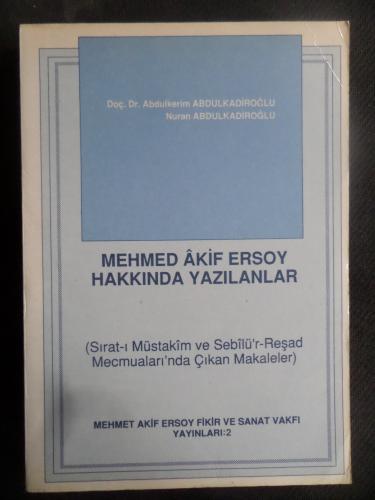 Doç. Dr. Abdulkerim ABDULKADİROĞLU
Nuran ABDULKADİROĞLU
MEHMED ÂKİF ERSOY
HAKKINDA YAZILANLAR
(Sırat-ı Müstakîm ve Sebîlü'r-Reşad
Mecmuaları'nda Çıkan Makaleler)
MEHMET AKİF ERSOY FİKİR VE SANAT VAKFI
YAYINLARI:2